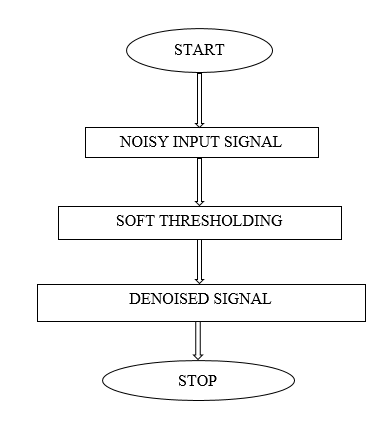 START
NOISY INPUT SIGNAL
SOFT THRESHOLDING
DENOISED SIGNAL
STOP